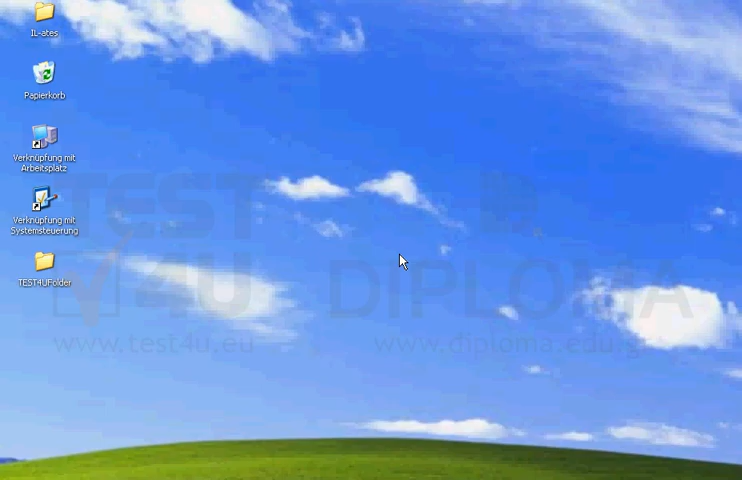 IL-ates
Papierkorb
Verknüpfung mit
Arbeitsplatz
Verknüpfung mit
Systemsteuerung
TEST4UFolder
TEST
4U
DIPLOMA
www.test4u.eu
www.diploma.edu.gr